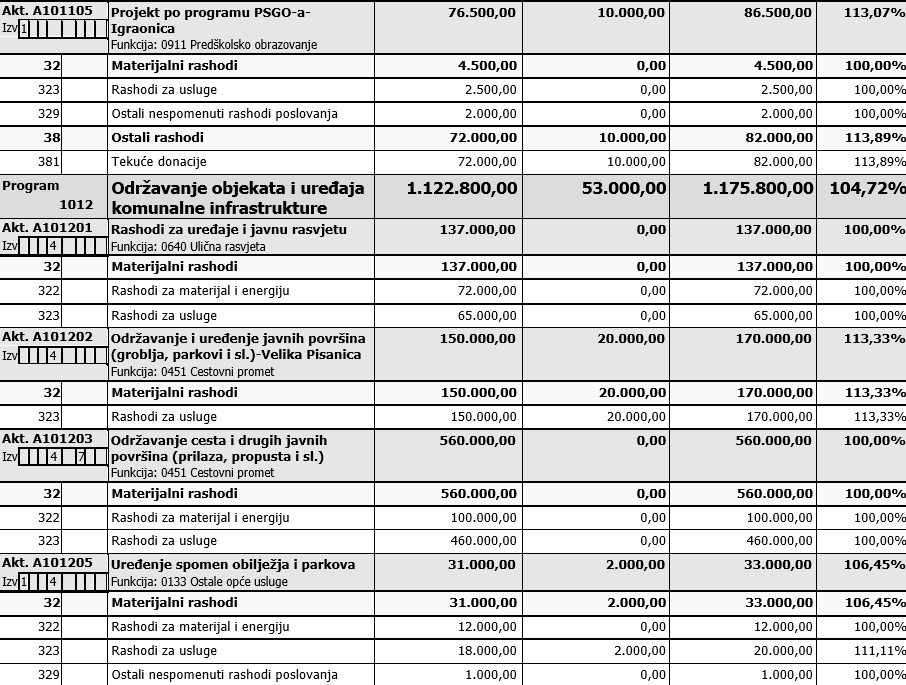 Akt. A101105 Projekt po programu PSGO-a- 76.500,00 10.000,00 86.500,00 113,07%
Izv 1 Igraonica
Funkcija: 0911 Predškolsko obrazovanje
32 Materijalni rashodi 4.500,00 0,00 4.500,00 100,00%
323 Rashodi za usluge 2.500,00 0,00 2.500,00 100,00%
329 Ostali nespomenuti rashodi poslovanja 2.000,00 0,00 2.000,00 100,00%
38 Ostali rashodi 72.000,00 10.000,00 82.000,00 113,89%
381 Tekuće donacije 72.000,00 10.000,00 82.000,00 113,89%
Program Održavanje objekata i uređaja 1.122.800,00 53.000,00 1.175.800,00 104,72%
1012 komunalne infrastrukture
Akt. A101201 Rashodi za uređaje i javnu rasvjetu 137.000,00 0,00 137.000,00 100,00%
Izv 4 Funkcija: 0640 Ulična rasvjeta
32 Materijalni rashodi 137.000,00 0,00 137.000,00 100,00%
322 Rashodi za materijal i energiju 72.000,00 0,00 72.000,00 100,00%
323 Rashodi za usluge 65.000,00 0,00 65.000,00 100,00%
Akt. A101202 Održavanje i uređenje javnih površina 150.000,00 20.000,00 170.000,00 113,33%
Izv 4 (groblja, parkovi i sl.)-Velika Pisanica
Funkcija: 0451 Cestovni promet
32 Materijalni rashodi 150.000,00 20.000,00 170.000,00 113,33%
323 Rashodi za usluge 150.000,00 20.000,00 170.000,00 113,33%
Akt. A101203 Održavanje cesta i drugih javnih 560.000,00 0,00 560.000,00 100,00%
Izv 4 7 površina (prilaza, propusta i sl.)
Funkcija: 0451 Cestovni promet
32 Materijalni rashodi 560.000,00 0,00 560.000,00 100,00%
322 Rashodi za materijal i energiju 100.000,00 0,00 100.000,00 100,00%
323 Rashodi za usluge 460.000,00 0,00 460.000,00 100,00%
Akt. A101205 Uređenje spomen obilježja i parkova 31.000,00 2.000,00 33.000,00 106,45%
Izv 1 4 Funkcija: 0133 Ostale opće usluge
32 Materijalni rashodi 31.000,00 2.000,00 33.000,00 106,45%
322 Rashodi za materijal i energiju 12.000,00 0,00 12.000,00 100,00%
323 Rashodi za usluge 18.000,00 2.000,00 20.000,00 111,11%
329 Ostali nespomenuti rashodi poslovanja 1.000,00 0,00 1.000,00 100,00%